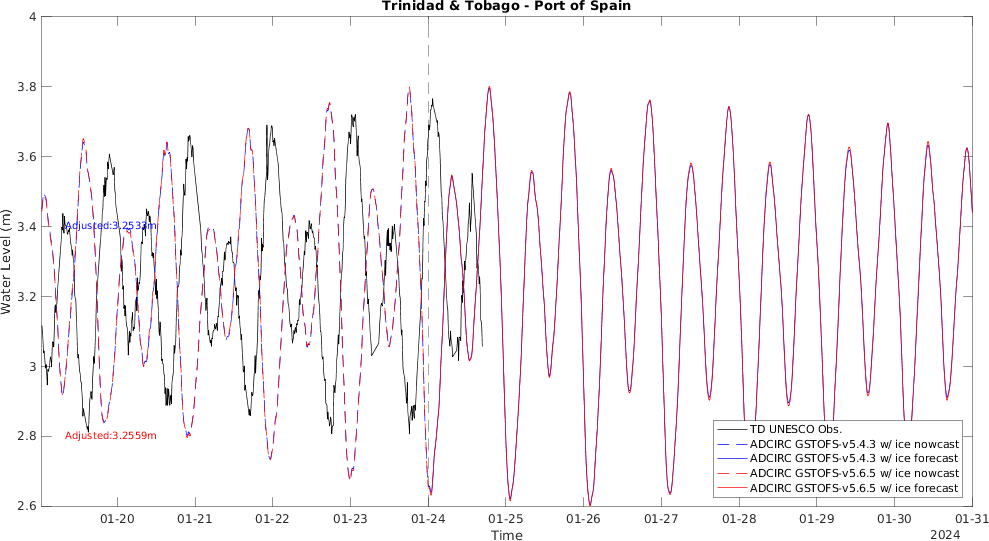 Trinidad & Tobago - Port of Spain
4
3.8
3.6
3.4
3.2
3
2.8
2.6
Water Level (m)
Adjusted:3.2533m
Adjusted:3.2559m
TD UNESCO Obs.
ADCIRC GSTOFS-v5.4.3 w/ ice nowcast
ADCIRC GSTOFS-v5.4.3 w/ ice forecast
ADCIRC GSTOFS-v5.6.5 w/ ice nowcast
ADCIRC GSTOFS-v5.6.5 w/ ice forecast
01-20 01-21 01-22 01-23 01-24 01-25 01-26 01-27 01-28 01-29 01-30 01-31
Time
2024